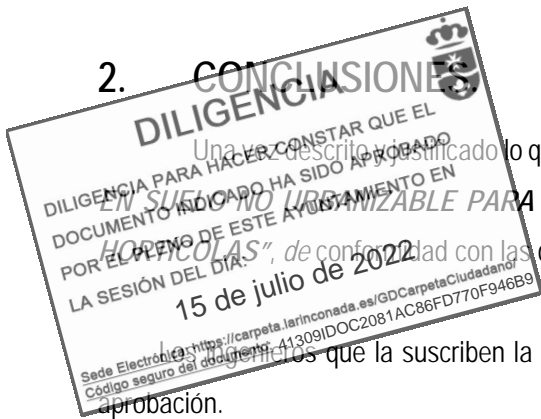 2. CONCLUSIONES.
DILIGENCIA
DILIGENCIA PARA HACER CONSTAR QUE EL
DOCUMENTO INDICADO HA SIDO APROBADO
POR EL PLENO DE ESTE AYUNTAMIENTO EN
LA SESIÓN DEL DÍA:
15 de julio de 2022
Sede Electrónica: https://carpeta.larinconada.es/GDCarpetaCiudadano/
Código seguro del documento: 41309IDOC2081AC86FD770F946B9
Una vez descrito y justificado lo q
EN SUELO NO URBANIZABLE PARA
HORTÍCOLAS”, de conformidad con las
Los Ingenieros que la suscriben la
aprobación.